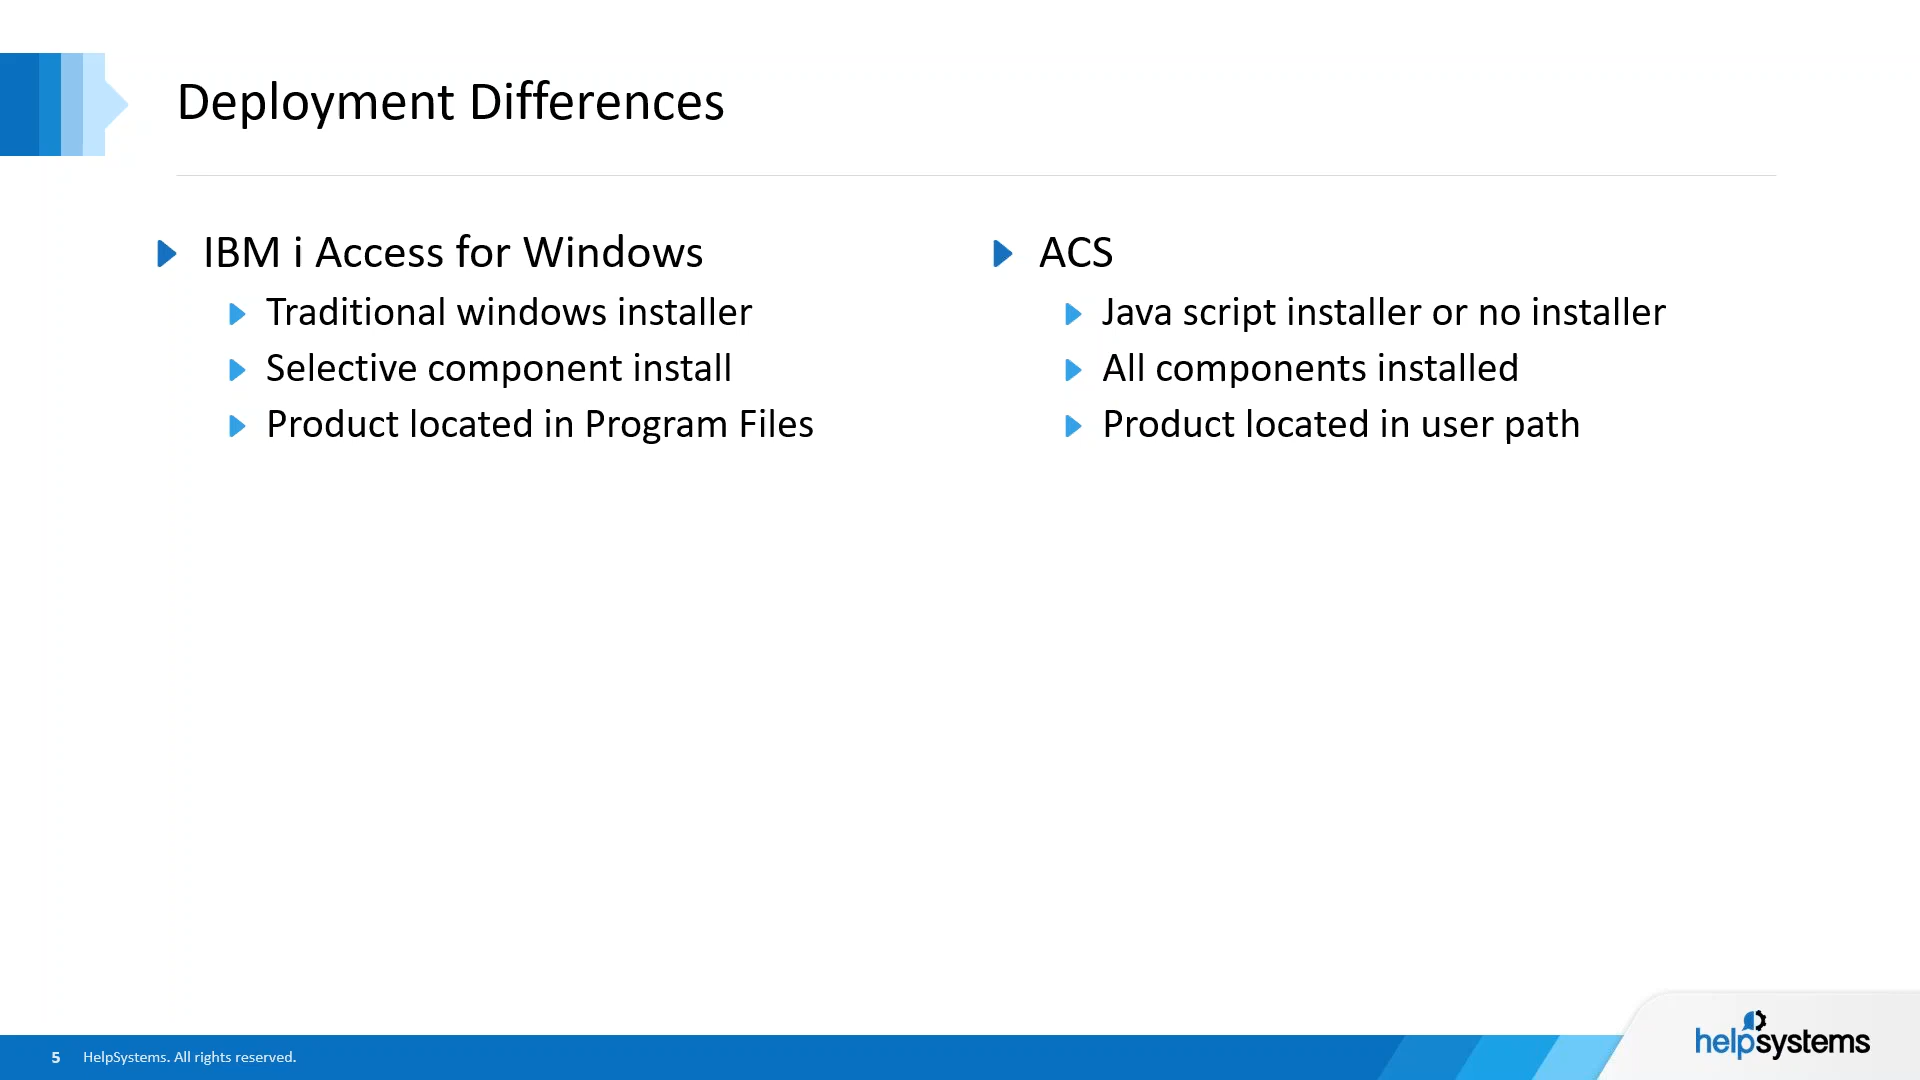 Deployment Differences
IBM i Access for Windows
Traditional windows installer
Selective component install
Product located in Program Files
ACS
Java script installer or no installer
All components installed
Product located in user path
5 HelpSystems. All rights reserved.
helpsystems